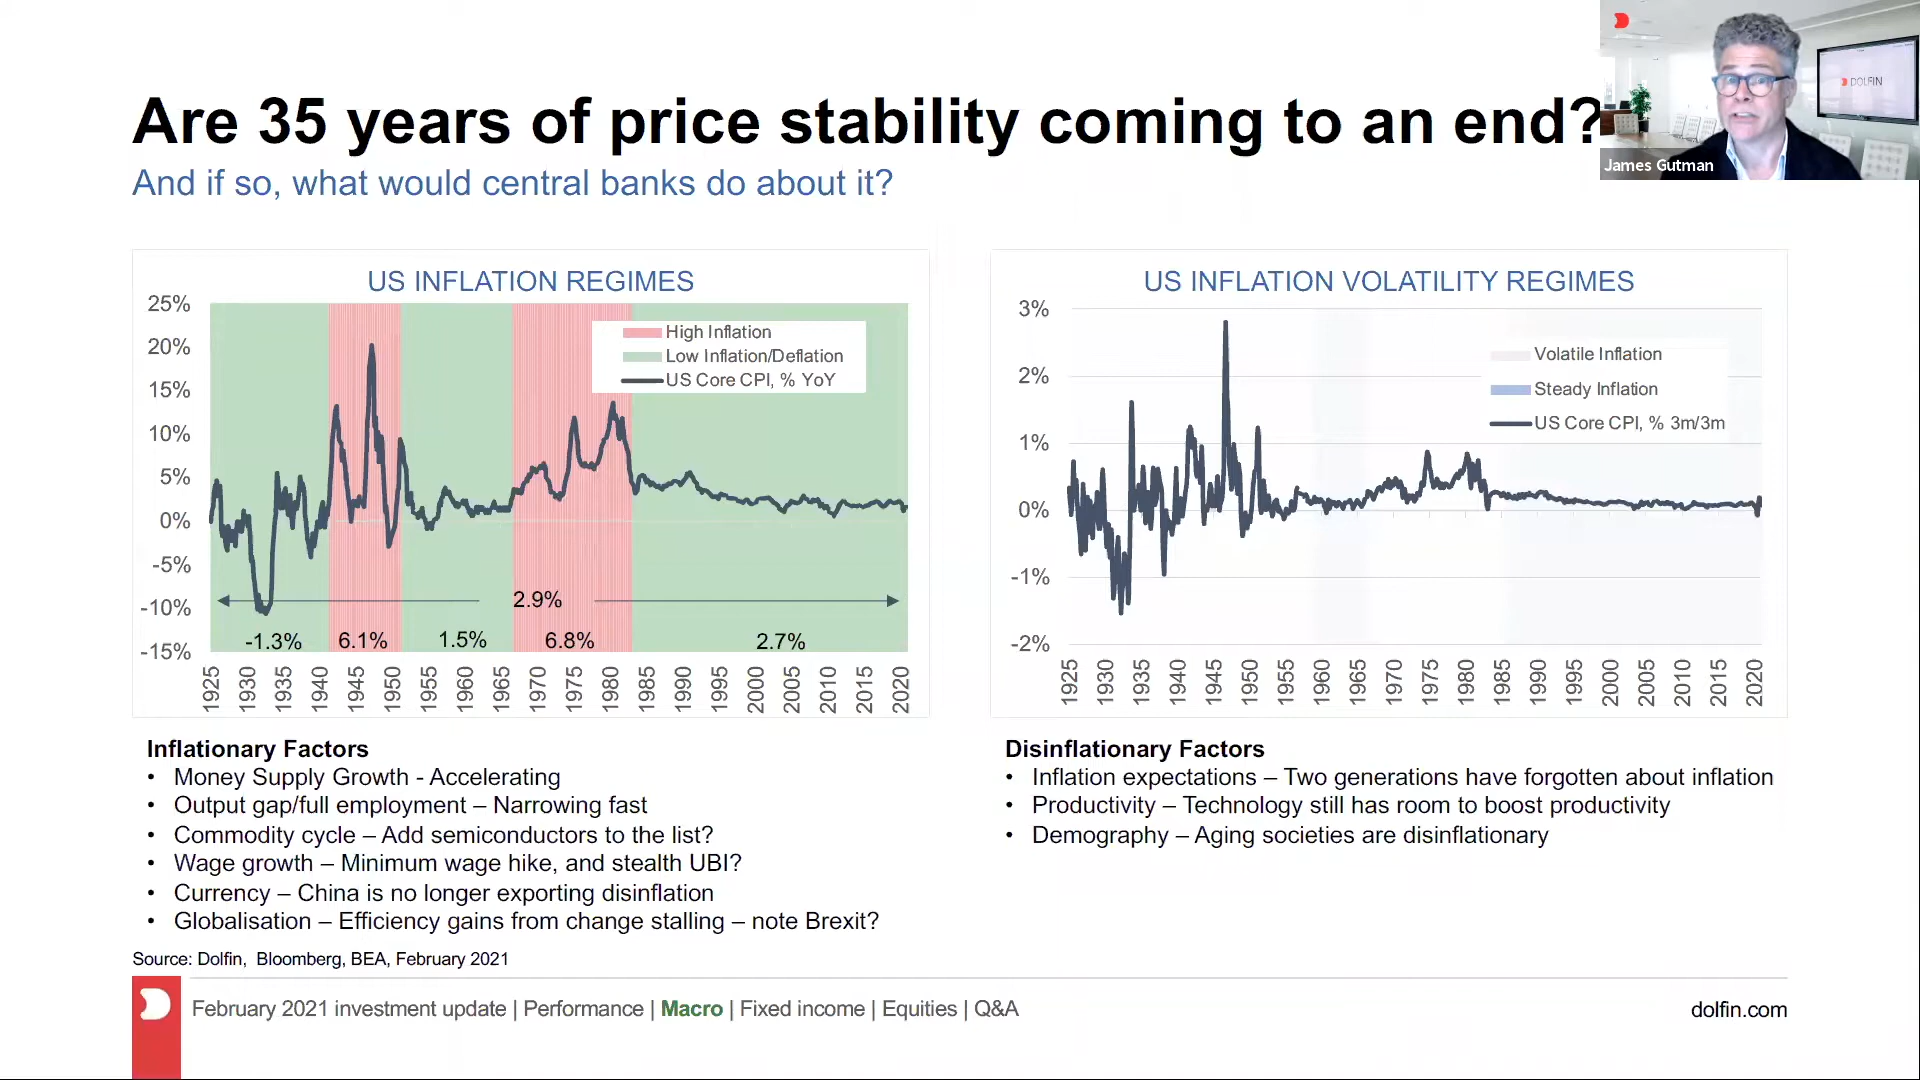 Are 35 years of price stability coming to an end?
And if so, what would central banks do about it?
DOLFIN
James Gutman
US INFLATION REGIMES
25%
20%
15%
10%
5%
0%
-5%
-10%
-15%
High Inflation
Low Inflation/Deflation
US Core CPI, % YoY
2.9%
-1.3% 6.1% 1.5% 6.8% 2.7%
1925 1930 1935 1940 1945 1950 1955 1960 1965 1970 1975 1980 1985 1990 1995 2000 2005 2010 2015 2020
US INFLATION VOLATILITY REGIMES
3%
2%
1%
0%
-1%
-2%
Volatile Inflation
Steady Inflation
US Core CPI, % 3m/3m
1925 1930 1935 1940 1945 1950 1955 1960 1965 1970 1975 1980 1985 1990 1995 2000 2005 2010 2015 2020
Inflationary Factors
• Money Supply Growth - Accelerating
• Output gap/full employment – Narrowing fast
• Commodity cycle – Add semiconductors to the list?
• Wage growth – Minimum wage hike, and stealth UBI?
• Currency – China is no longer exporting disinflation
• Globalisation – Efficiency gains from change stalling – note Brexit?
Disinflationary Factors
• Inflation expectations – Two generations have forgotten about inflation
• Productivity – Technology still has room to boost productivity
• Demography – Aging societies are disinflationary
Source: Dolfin, Bloomberg, BEA, February 2021
February 2021 investment update | Performance | Macro | Fixed income | Equities | Q&A
dolfin.com